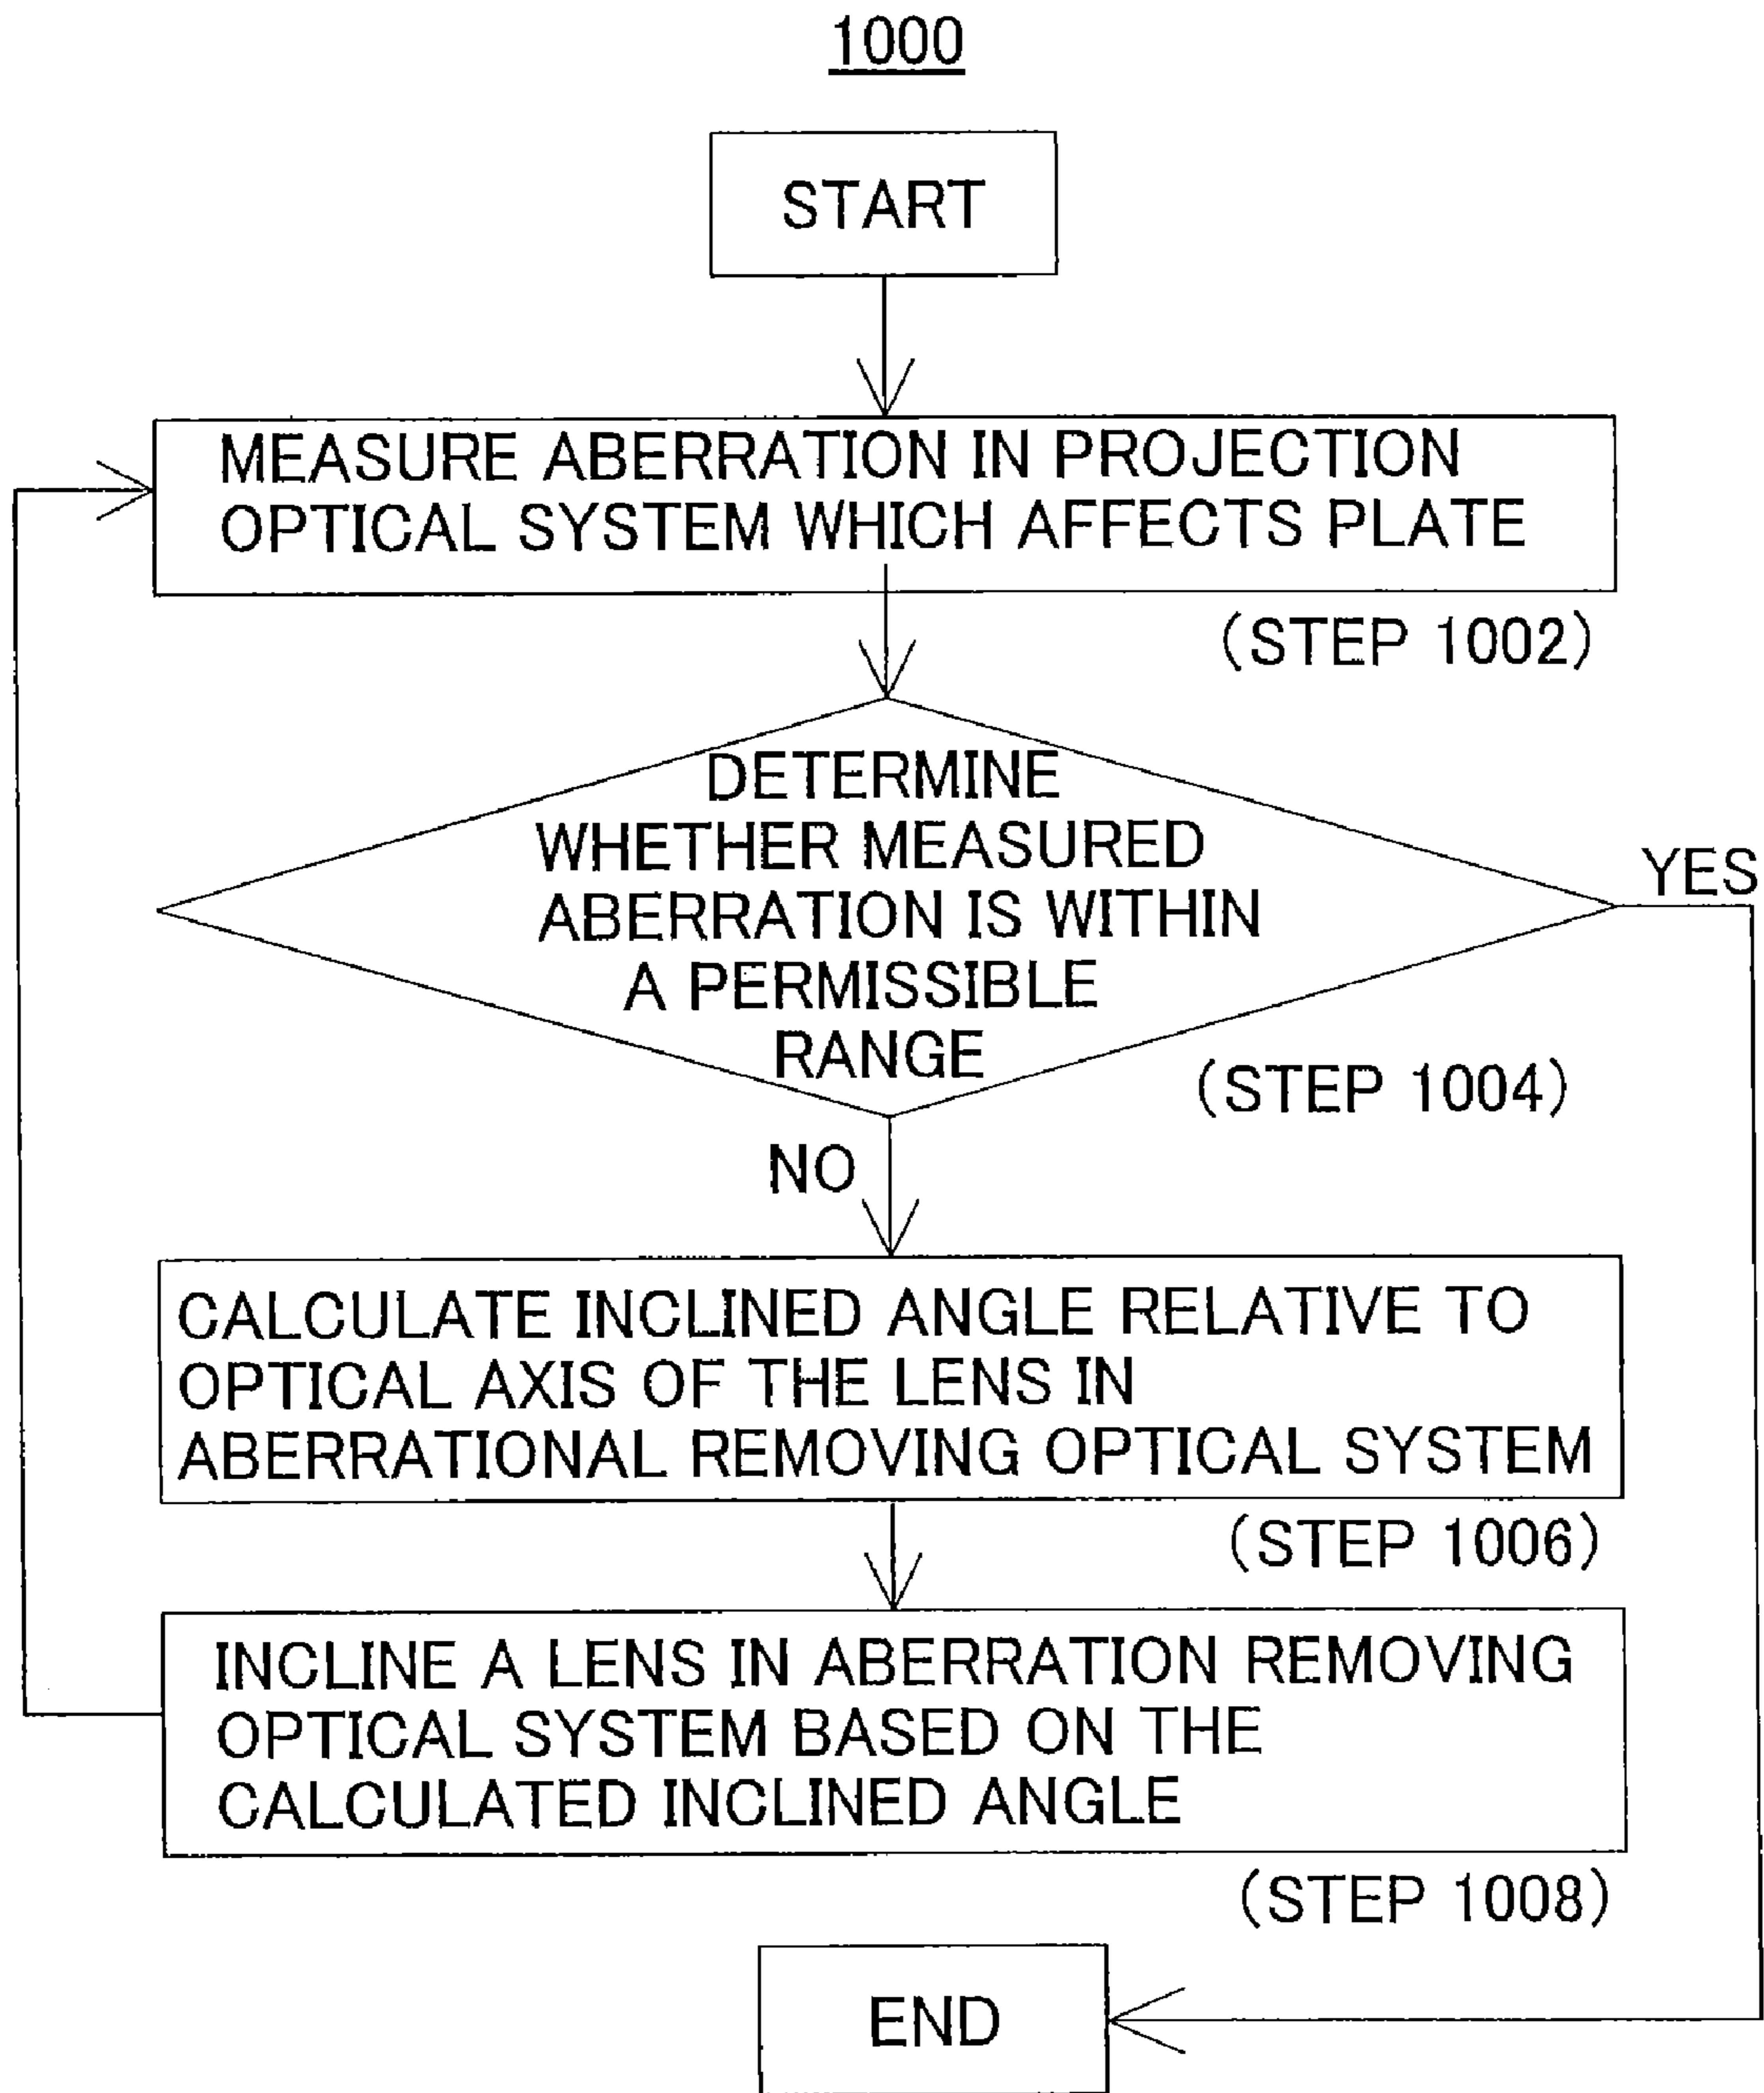 1000
START
MEASURE ABERRATION IN PROJECTION
OPTICAL SYSTEM WHICH AFFECTS PLATE
(STEP 1002)
DETERMINE
WHETHER MEASURED
ABERRATION IS WITHIN
A PERMISSIBLE
RANGE
YES
(STEP 1004)
NO
CALCULATE INCLINED ANGLE RELATIVE TO
OPTICAL AXIS OF THE LENS IN
ABERRATIONAL REMOVING OPTICAL SYSTEM
(STEP 1006)
INCLINE A LENS IN ABERRATION REMOVING
OPTICAL SYSTEM BASED ON THE
CALCULATED INCLINED ANGLE
(STEP 1008)
END